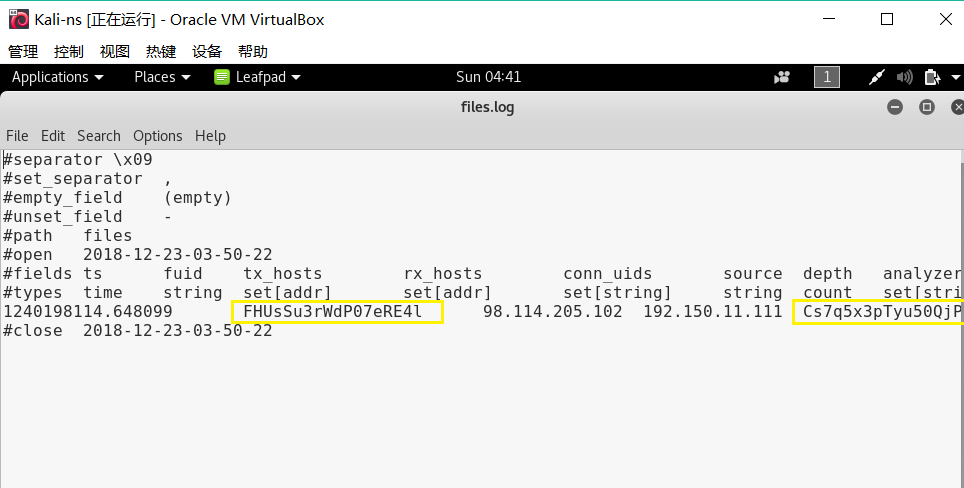 Kali-ns [正在运行] - Oracle VM VirtualBox
管理 控制 视图 热键 设备 帮助
Applications Places Leafpad Sun 04:41 1
files.log
File Edit Search Options Help
#separator \x09
#set_separator ,
#empty_field (empty)
#unset_field -
#path files
#open 2018-12-23-03-50-22
#fields ts fuid tx_hosts rx_hosts conn_uids source depth analyzer
#types time string set[addr] set[addr] set[string] string count set[stri
1240198114.648099 FHUsSu3rWdP07eRE4l 98.114.205.102 192.150.11.111 Cs7q5x3pTyu50QjP
#close 2018-12-23-03-50-22